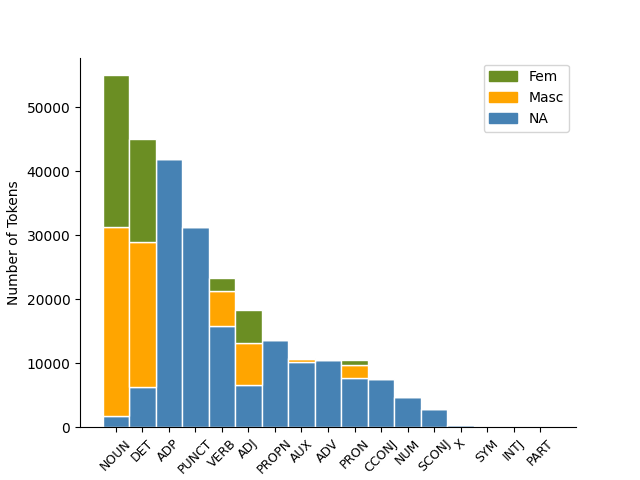 Fem
Masc
NA
Number of Tokens
50000
40000
30000
20000
10000
0
NOUN DET ADP PUNCT VERB ADJ PROPN AUX ADV PRON CCONJ NUM SCONJ X SYM INTJ PART